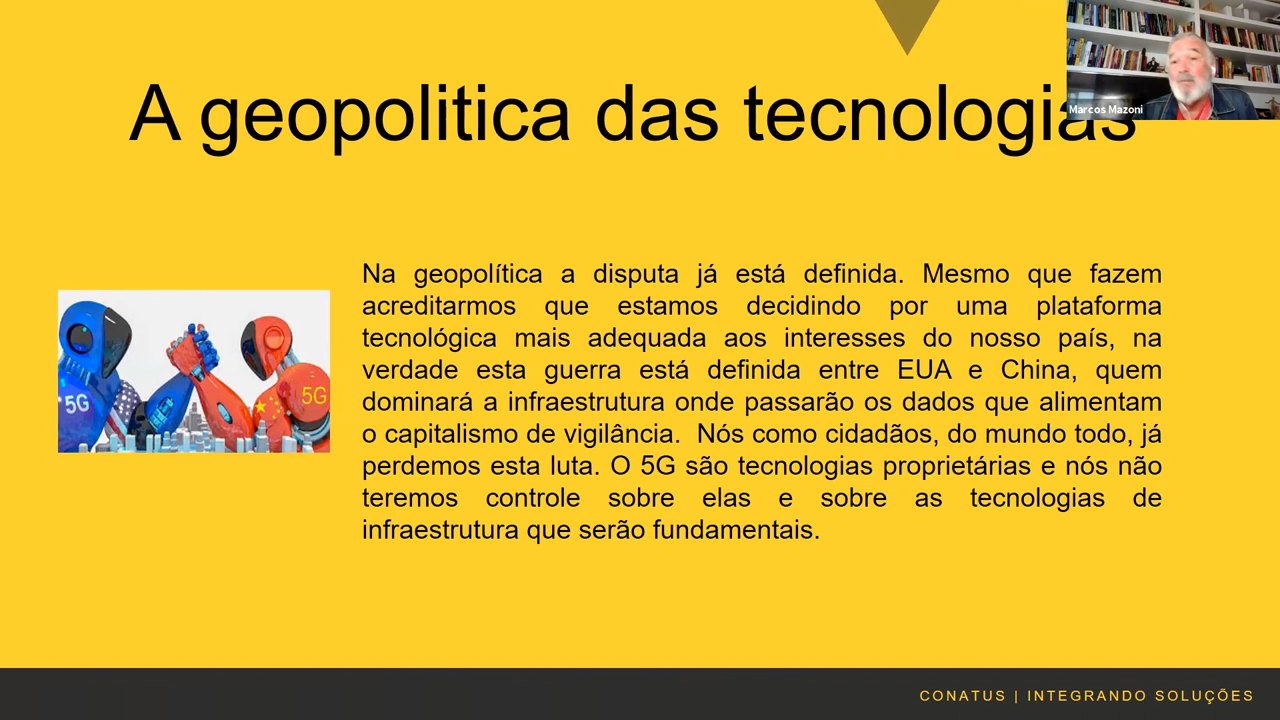 Marcos Mazoni
A geopolitica das tecnologias
Na geopolítica a disputa já está definida. Mesmo que fazem
acreditarmos que estamos decidindo por uma plataforma
tecnológica mais adequada aos interesses do nosso país, na
verdade esta guerra está definida entre EUA e China, quem
dominará a infraestrutura onde passarão os dados que alimentam
o capitalismo de vigilância. Nós como cidadãos, do mundo todo, já
perdemos esta luta. O 5G são tecnologias proprietárias e nós não
teremos controle sobre elas e sobre as tecnologias de
infraestrutura que serão fundamentais.
5G
5G
CONATUS | INTEGRANDO SOLUÇÕES